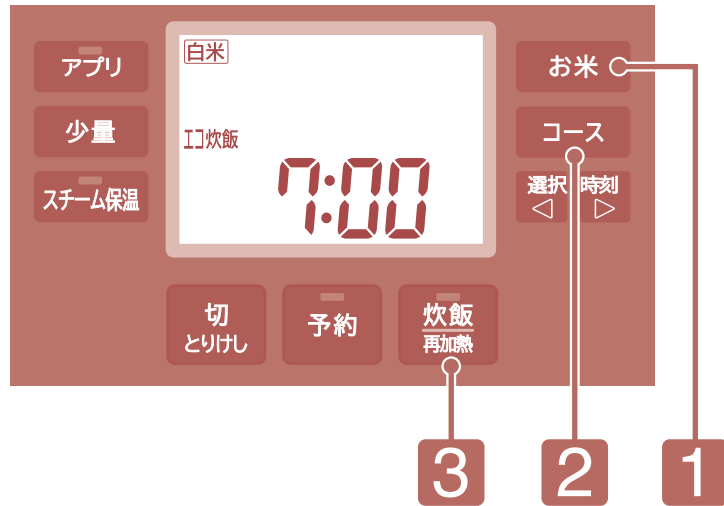 アプリ
少量
スチーム保温
白米
エコ炊飯
7:00
お米
コース
選択 時刻
◁ ▷
切
とりけし
予約
炊飯
再加熱
3 2 1